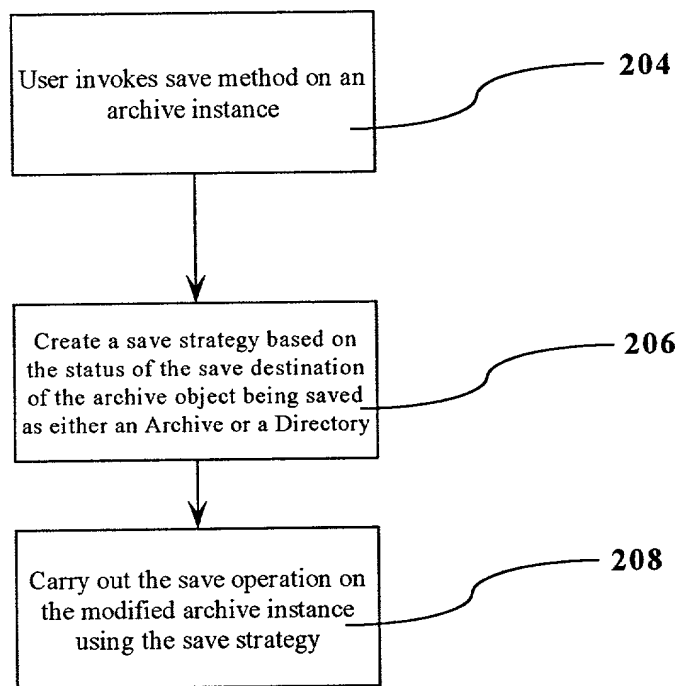 User invokes save method on an
archive instance
204
Create a save strategy based on
the status of the save destination
of the archive object being saved
as either an Archive or a Directory
206
Carry out the save operation on
the modified archive instance
using the save strategy
208